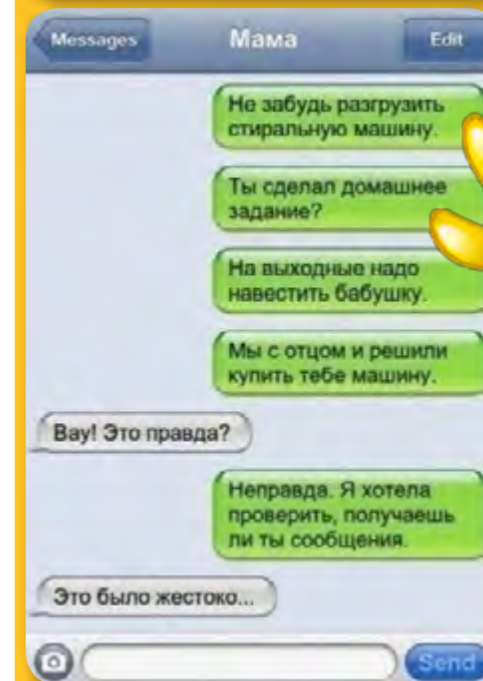 Messages Мама Edit
Не забудь разгрузить
стиральную машину.
Ты сделал домашнее
задание?
На выходные надо
навестить бабушку.
Мы с отцом и решили
купить тебе машину.
Вау! Это правда?
Неправда. Я хотела
проверить, получаешь
ли ты сообщения.
Это было жестоко...
Send